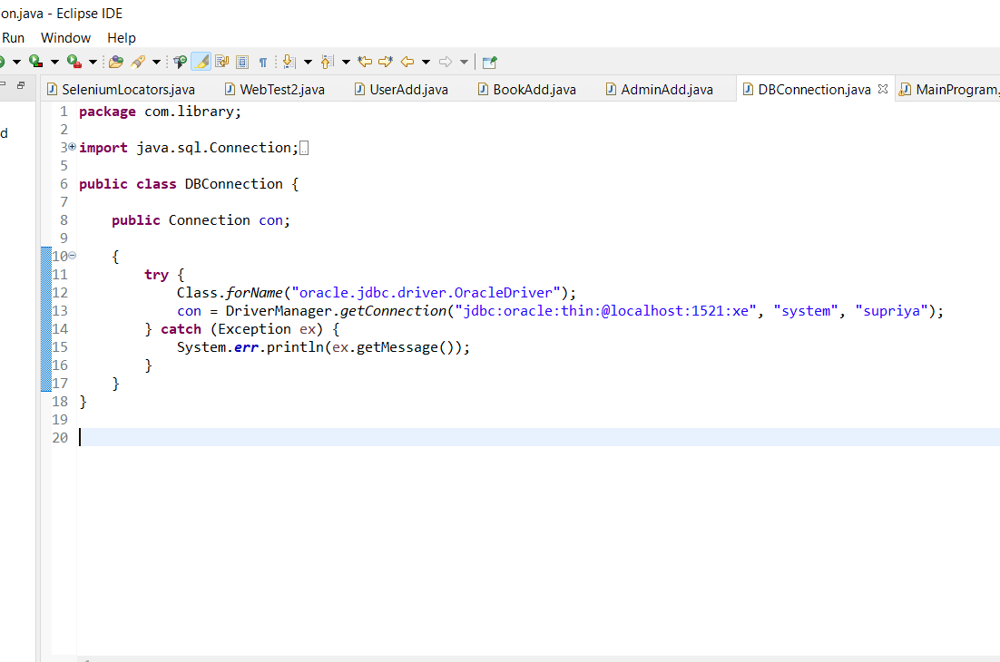 on.java - Eclipse IDE
Run Window Help
SeleniumLocators.java WebTest2.java UserAdd.java BookAdd.java AdminAdd.java DBConnection.java MainProgram.
d
1 package com.library;
2
3 import java.sql.Connection;
5
6 public class DBConnection {
7
8     public Connection con;
9
10     {
11         try {
12             Class.forName("oracle.jdbc.driver.OracleDriver");
13             con = DriverManager.getConnection("jdbc:oracle:thin:@localhost:1521:xe", "system", "supriya");
14         } catch (Exception ex) {
15             System.err.println(ex.getMessage());
16         }
17     }
18 }
19
20